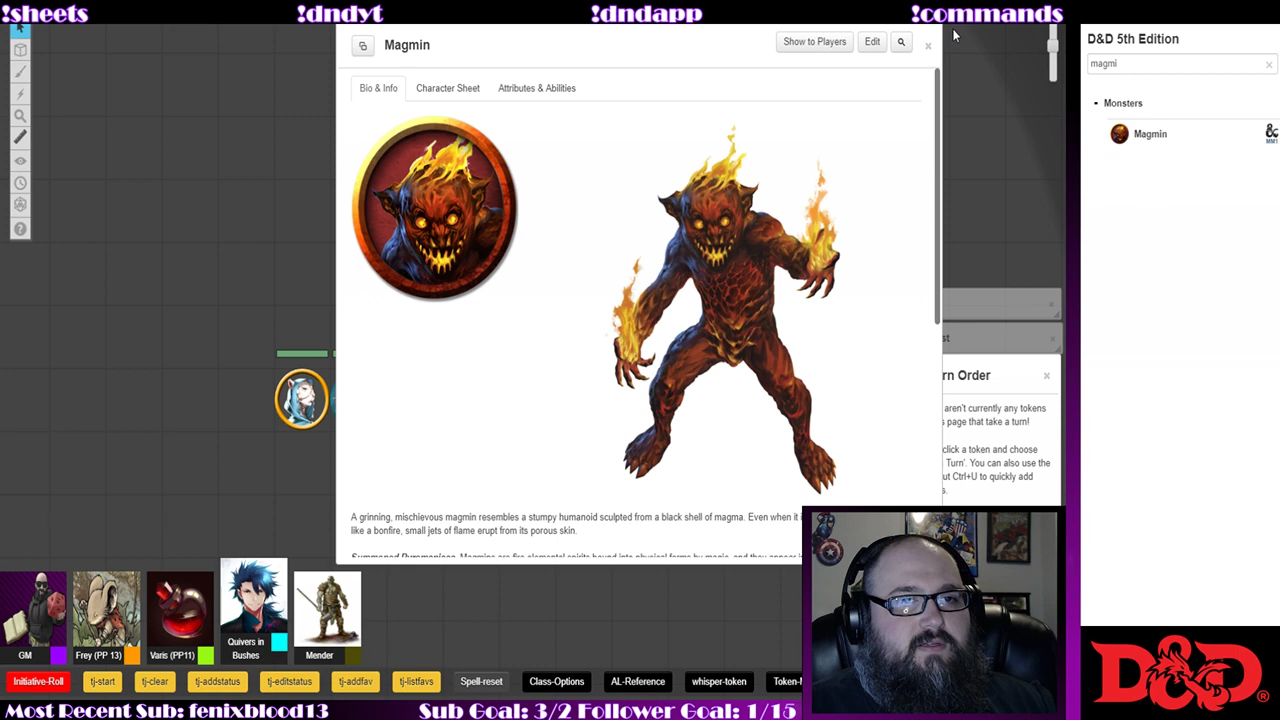 !sheets !dndyt !dndapp !commands
Magmin
Show to Players Edit
D&D 5th Edition
magmi
Bio & Info Character Sheet Attributes & Abilities
Monsters
Magmin
MM1
st
rn Order
aren't currently any tokens
s page that take a turn!
click a token and choose
Turn'. You can also use the
ut Ctrl+U to quickly add
s.
A grinning, mischievous magmin resembles a stumpy humanoid sculpted from a black shell of magma. Even when it i
like a bonfire, small jets of flame erupt from its porous skin.
GM
Frey (PP 13)
Varis (PP11)
Quivers in
Bushes
Mender
Initiative-Roll tj-start tj-clear tj-addstatus tj-editstatus tj-addfav tj-listfavs Spell-reset Class-Options AL-Reference whisper-token Token-M
D&D
Most Recent Sub: fenixblood13 Sub Goal: 3/2 Follower Goal: 1/15